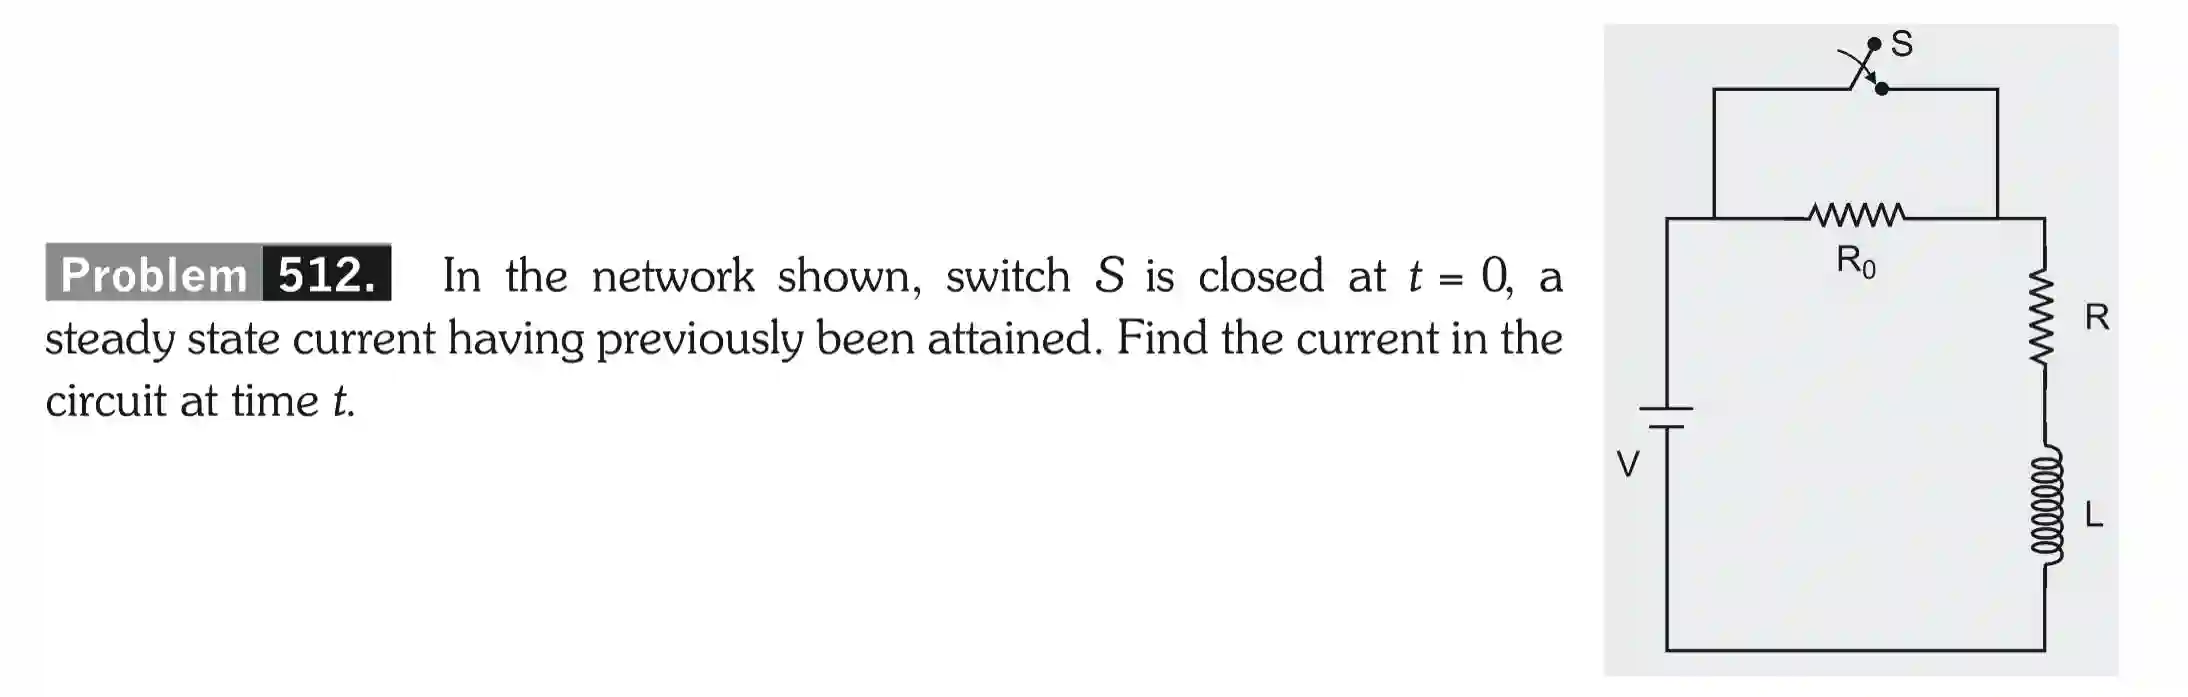 Problem 512. In the network shown, switch S is closed at t = 0, a
steady state current having previously been attained. Find the current in the
circuit at time t.
S
R₀
R
V
L